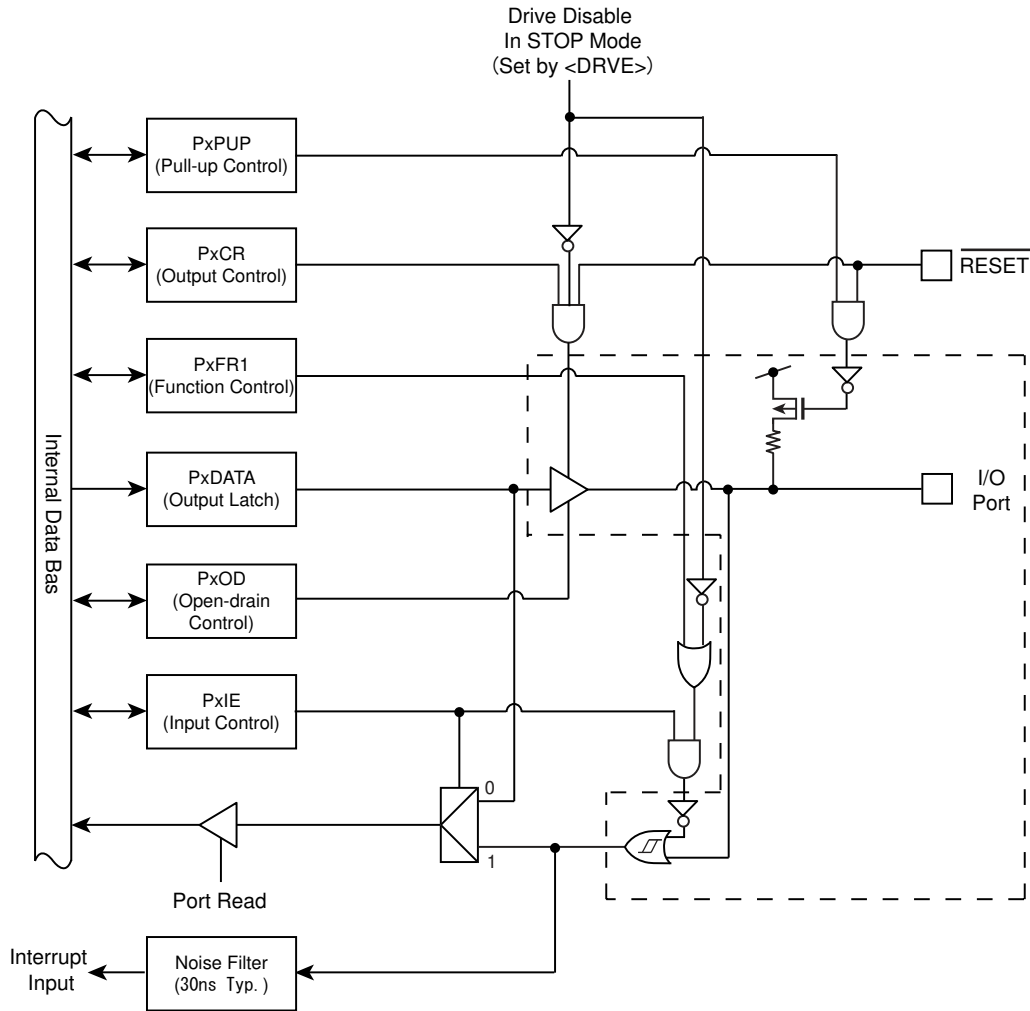 Drive Disable
In STOP Mode
(Set by <DRVE>)
PxPUP
(Pull-up Control)
PxCR
(Output Control)
RESET
PxFR1
(Function Control)
Internal Data Bas
PxDATA
(Output Latch)
I/O
Port
PxOD
(Open-drain
Control)
PxIE
(Input Control)
0
1
Port Read
Interrupt
Input
Noise Filter
(30ns Typ. )